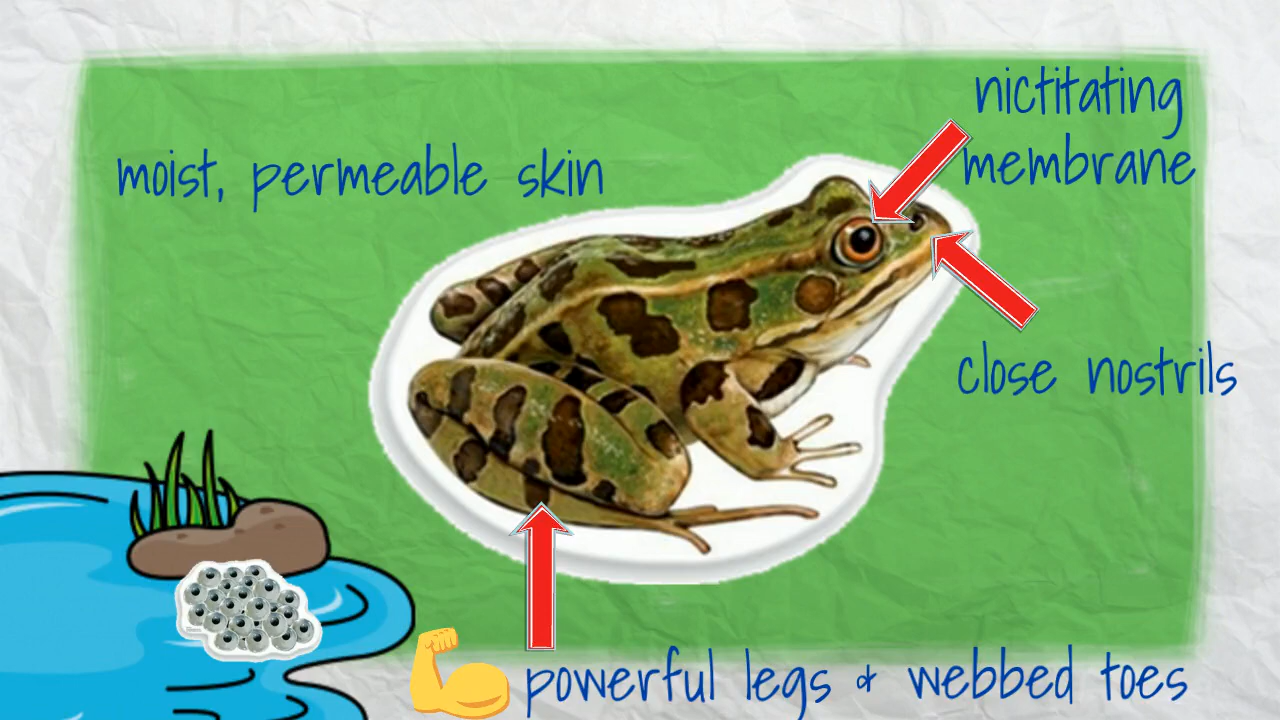 nictitating
membrane
moist, permeable skin
close nostrils
powerful legs & webbed toes